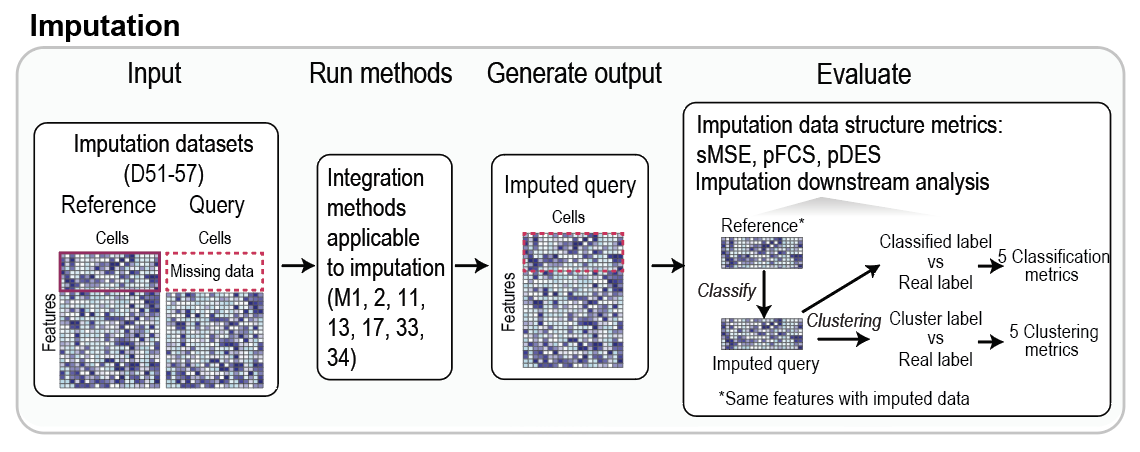 Imputation
Input
Run methods
Generate output
Evaluate
Imputation datasets
(D51-57)
Reference
Query
Cells
Cells
Missing data
Features
Integration
methods
applicable
to imputation
(M1, 2, 11,
13, 17, 33,
34)
Imputed query
Cells
Features
Imputation data structure metrics:
sMSE, pFCS, pDES
Imputation downstream analysis
Reference*
Classify
Imputed query
Clustering
Classified label
vs
Real label
5 Classification
metrics
Cluster label
vs
Real label
5 Clustering
metrics
*Same features with imputed data